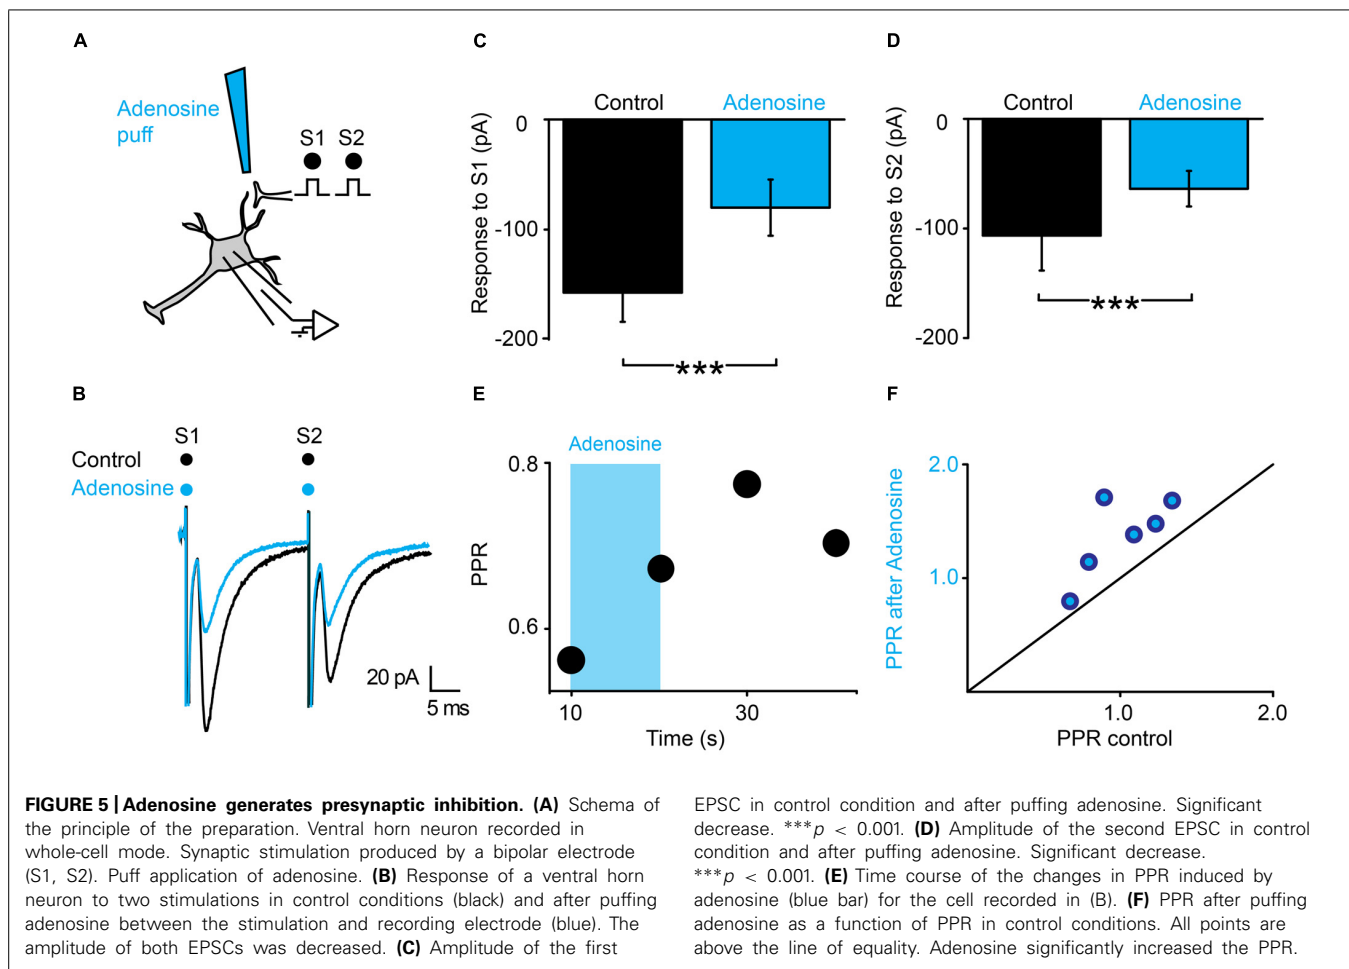 A
Adenosine
puff
S1 S2
C
Control Adenosine
Response to S1 (pA)
0
-100
-200
***
D
Control Adenosine
Response to S2 (pA)
0
-100
-200
***
B
S1 S2
Control
Adenosine
20 pA
5 ms
E
Adenosine
PPR
0.8
0.6
10 30
Time (s)
F
PPR after Adenosine
2.0
1.0
1.0 2.0
PPR control
FIGURE 5 | Adenosine generates presynaptic inhibition. (A) Schema of
the principle of the preparation. Ventral horn neuron recorded in
whole-cell mode. Synaptic stimulation produced by a bipolar electrode
(S1, S2). Puff application of adenosine. (B) Response of a ventral horn
neuron to two stimulations in control conditions (black) and after puffing
adenosine between the stimulation and recording electrode (blue). The
amplitude of both EPSCs was decreased. (C) Amplitude of the first
EPSC in control condition and after puffing adenosine. Significant
decrease. ***p < 0.001. (D) Amplitude of the second EPSC in control
condition and after puffing adenosine. Significant decrease.
***p < 0.001. (E) Time course of the changes in PPR induced by
adenosine (blue bar) for the cell recorded in (B). (F) PPR after puffing
adenosine as a function of PPR in control conditions. All points are
above the line of equality. Adenosine significantly increased the PPR.